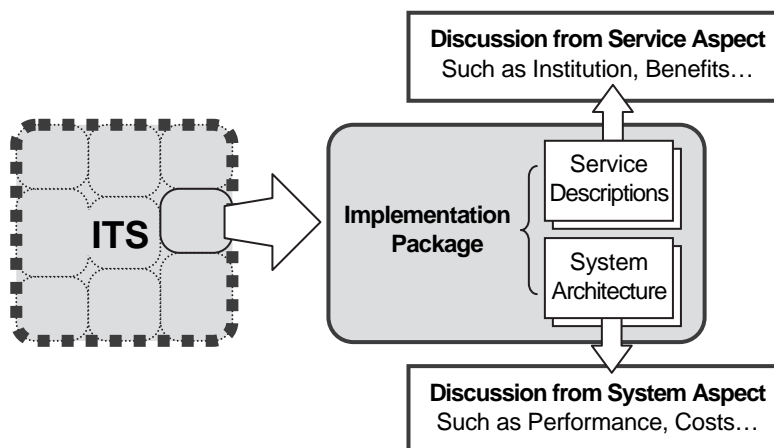 Discussion from Service Aspect
Such as Institution, Benefits…
ITS
Implementation
Package
Service
Descriptions
System
Architecture
Discussion from System Aspect
Such as Performance, Costs…